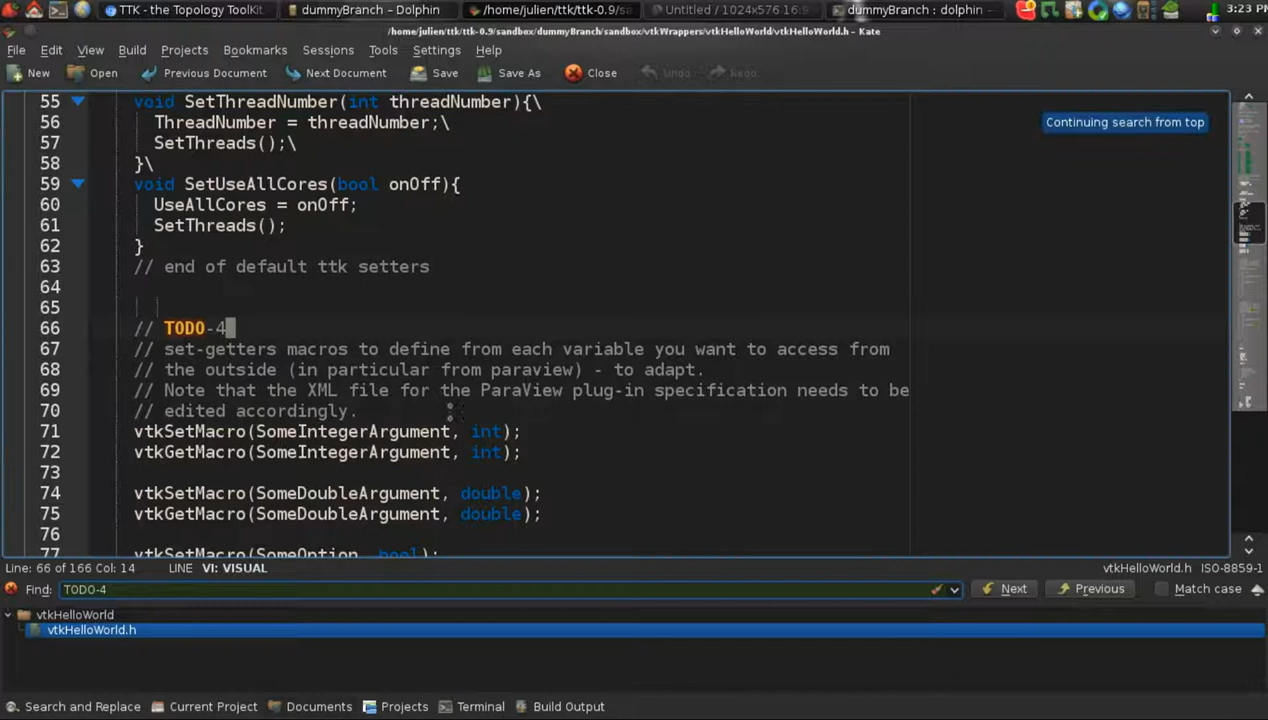 TTK - the Topology ToolKit
dummyBranch – Dolphin
/home/julien/ttk/ttk-0.9/sa
Untitled / 1024x576 16:9
dummyBranch : dolphin
3:23 PM
/home/julien/ttk/ttk-0.9/sandbox/dummyBranch/sandbox/vtkWrappers/vtkHelloWorld/vtkHelloWorld.h – Kate
File Edit View Build Projects Bookmarks Sessions Tools Settings Help
New Open Previous Document Next Document Save Save As Close Undo Redo
55 void SetThreadNumber(int threadNumber){\
Continuing search from top
56 ThreadNumber = threadNumber;\
57 SetThreads();\
58 }\
59 void SetUseAllCores(bool onOff){
60 UseAllCores = onOff;
61 SetThreads();
62 }
63 // end of default ttk setters
64
65
66 // TODO-4
67 // set-getters macros to define from each variable you want to access from
68 // the outside (in particular from paraview) - to adapt.
69 // Note that the XML file for the ParaView plug-in specification needs to be
70 // edited accordingly.
71 vtkSetMacro(SomeIntegerArgument, int);
72 vtkGetMacro(SomeIntegerArgument, int);
73
74 vtkSetMacro(SomeDoubleArgument, double);
75 vtkGetMacro(SomeDoubleArgument, double);
76
77 vtkSetMacro(SomeOption, bool);
Line: 66 of 166 Col: 14 LINE VI: VISUAL vtkHelloWorld.h ISO-8859-1
Find: TODO-4 Next Previous Match case
vtkHelloWorld
vtkHelloWorld.h
Search and Replace Current Project Documents Projects Terminal Build Output